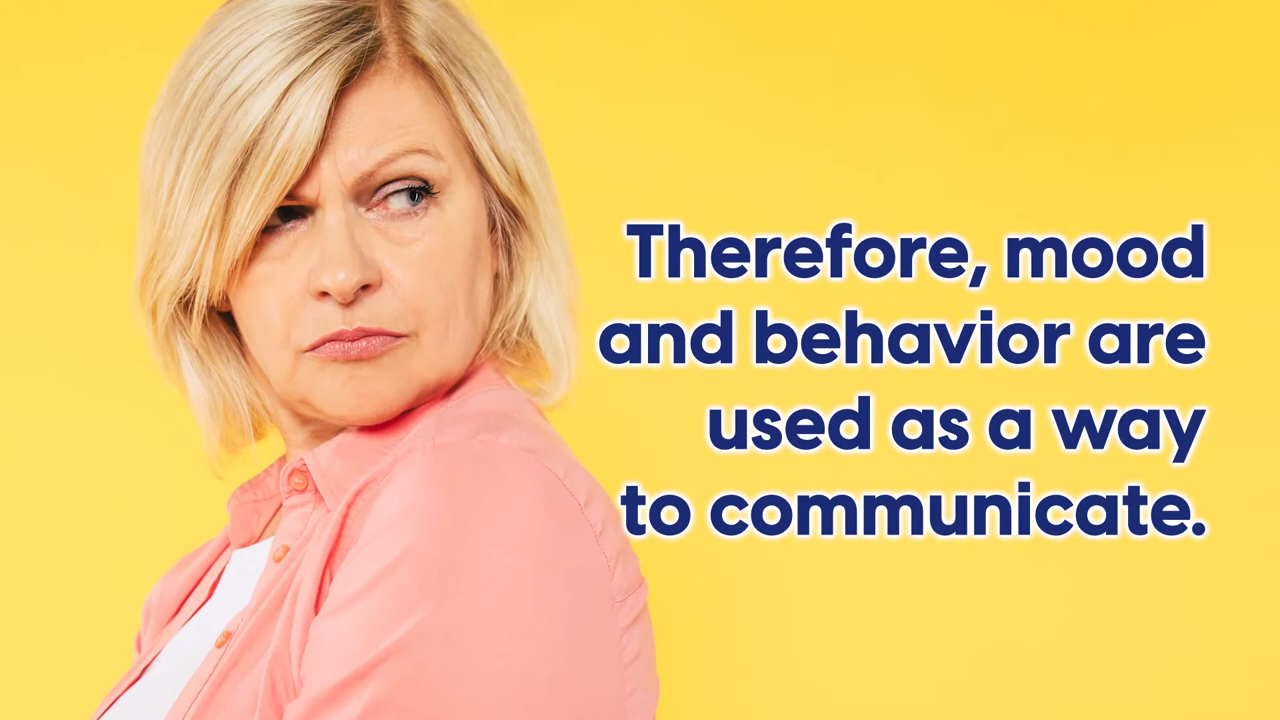 Therefore, mood
and behavior are
used as a way
to communicate.